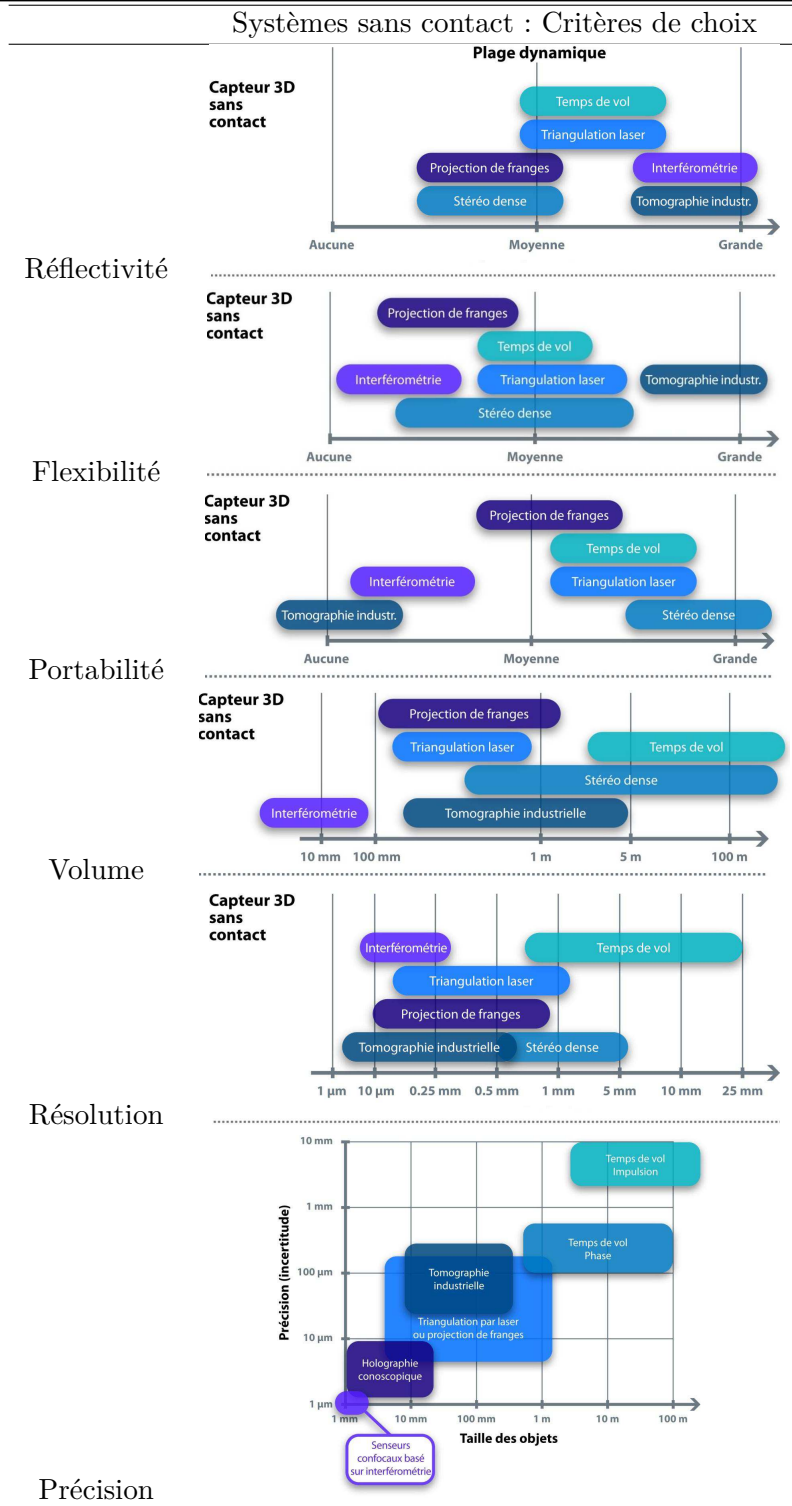 Systèmes sans contact : Critères de choix
Plage dynamique
Capteur 3D
sans
contact
Temps de vol
Triangulation laser
Projection de franges
Interférométrie
Stéréo dense
Tomographie industr.
Aucune
Moyenne
Grande
Réflectivité
Capteur 3D
sans
contact
Projection de franges
Temps de vol
Interférométrie
Triangulation laser
Tomographie industr.
Stéréo dense
Aucune
Moyenne
Grande
Flexibilité
Capteur 3D
sans
contact
Projection de franges
Temps de vol
Interférométrie
Triangulation laser
Tomographie industr.
Stéréo dense
Aucune
Moyenne
Grande
Portabilité
Capteur 3D
sans
contact
Projection de franges
Triangulation laser
Temps de vol
Stéréo dense
Interférométrie
Tomographie industrielle
10 mm
100 mm
1 m
5 m
100 m
Volume
Capteur 3D
sans
contact
Interférométrie
Temps de vol
Triangulation laser
Projection de franges
Tomographie industrielle
Stéréo dense
1 µm
10 µm
0.25 mm
0.5 mm
1 mm
5 mm
10 mm
25 mm
Résolution
Précision (incertitude)
10 mm
1 mm
100 µm
10 µm
1 µm
Temps de vol
Impulsion
Temps de vol
Phase
Tomographie
industrielle
Triangulation par laser
ou projection de franges
Holographie
conoscopique
1 mm
10 mm
100 mm
1 m
10 m
100 m
Taille des objets
Senseurs
confocaux basé
sur interférométrie
Précision